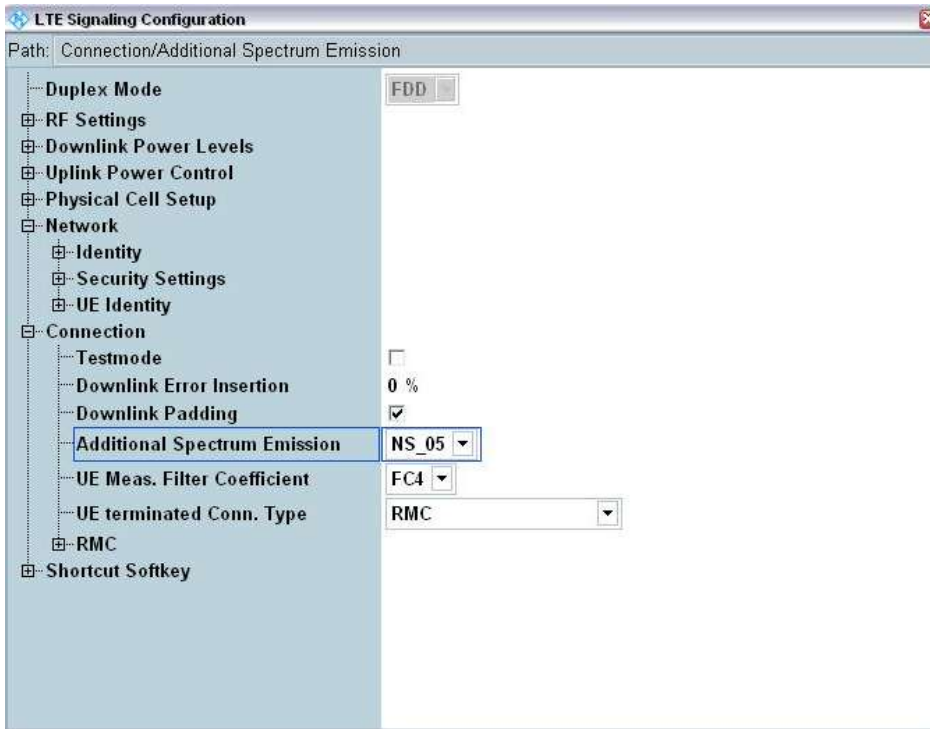 LTE Signaling Configuration
Path: Connection/Additional Spectrum Emission
Duplex Mode FDD
RF Settings
Downlink Power Levels
Uplink Power Control
Physical Cell Setup
Network
Identity
Security Settings
UE Identity
Connection
Testmode
Downlink Error Insertion 0 %
Downlink Padding
Additional Spectrum Emission NS_05
UE Meas. Filter Coefficient FC4
UE terminated Conn. Type RMC
RMC
Shortcut Softkey